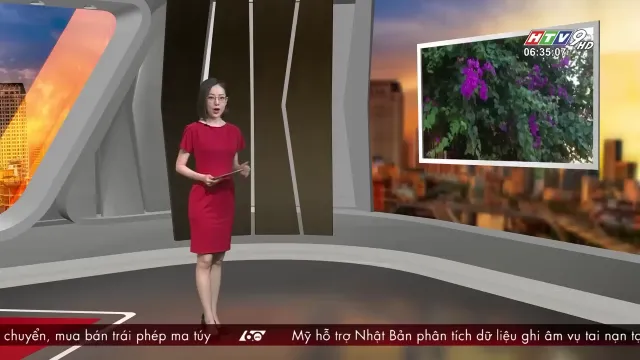 HTV9 HD
06:35:07
chuyển, mua bán trái phép ma túy 60 Mỹ hỗ trợ Nhật Bản phân tích dữ liệu ghi âm vụ tai nạn